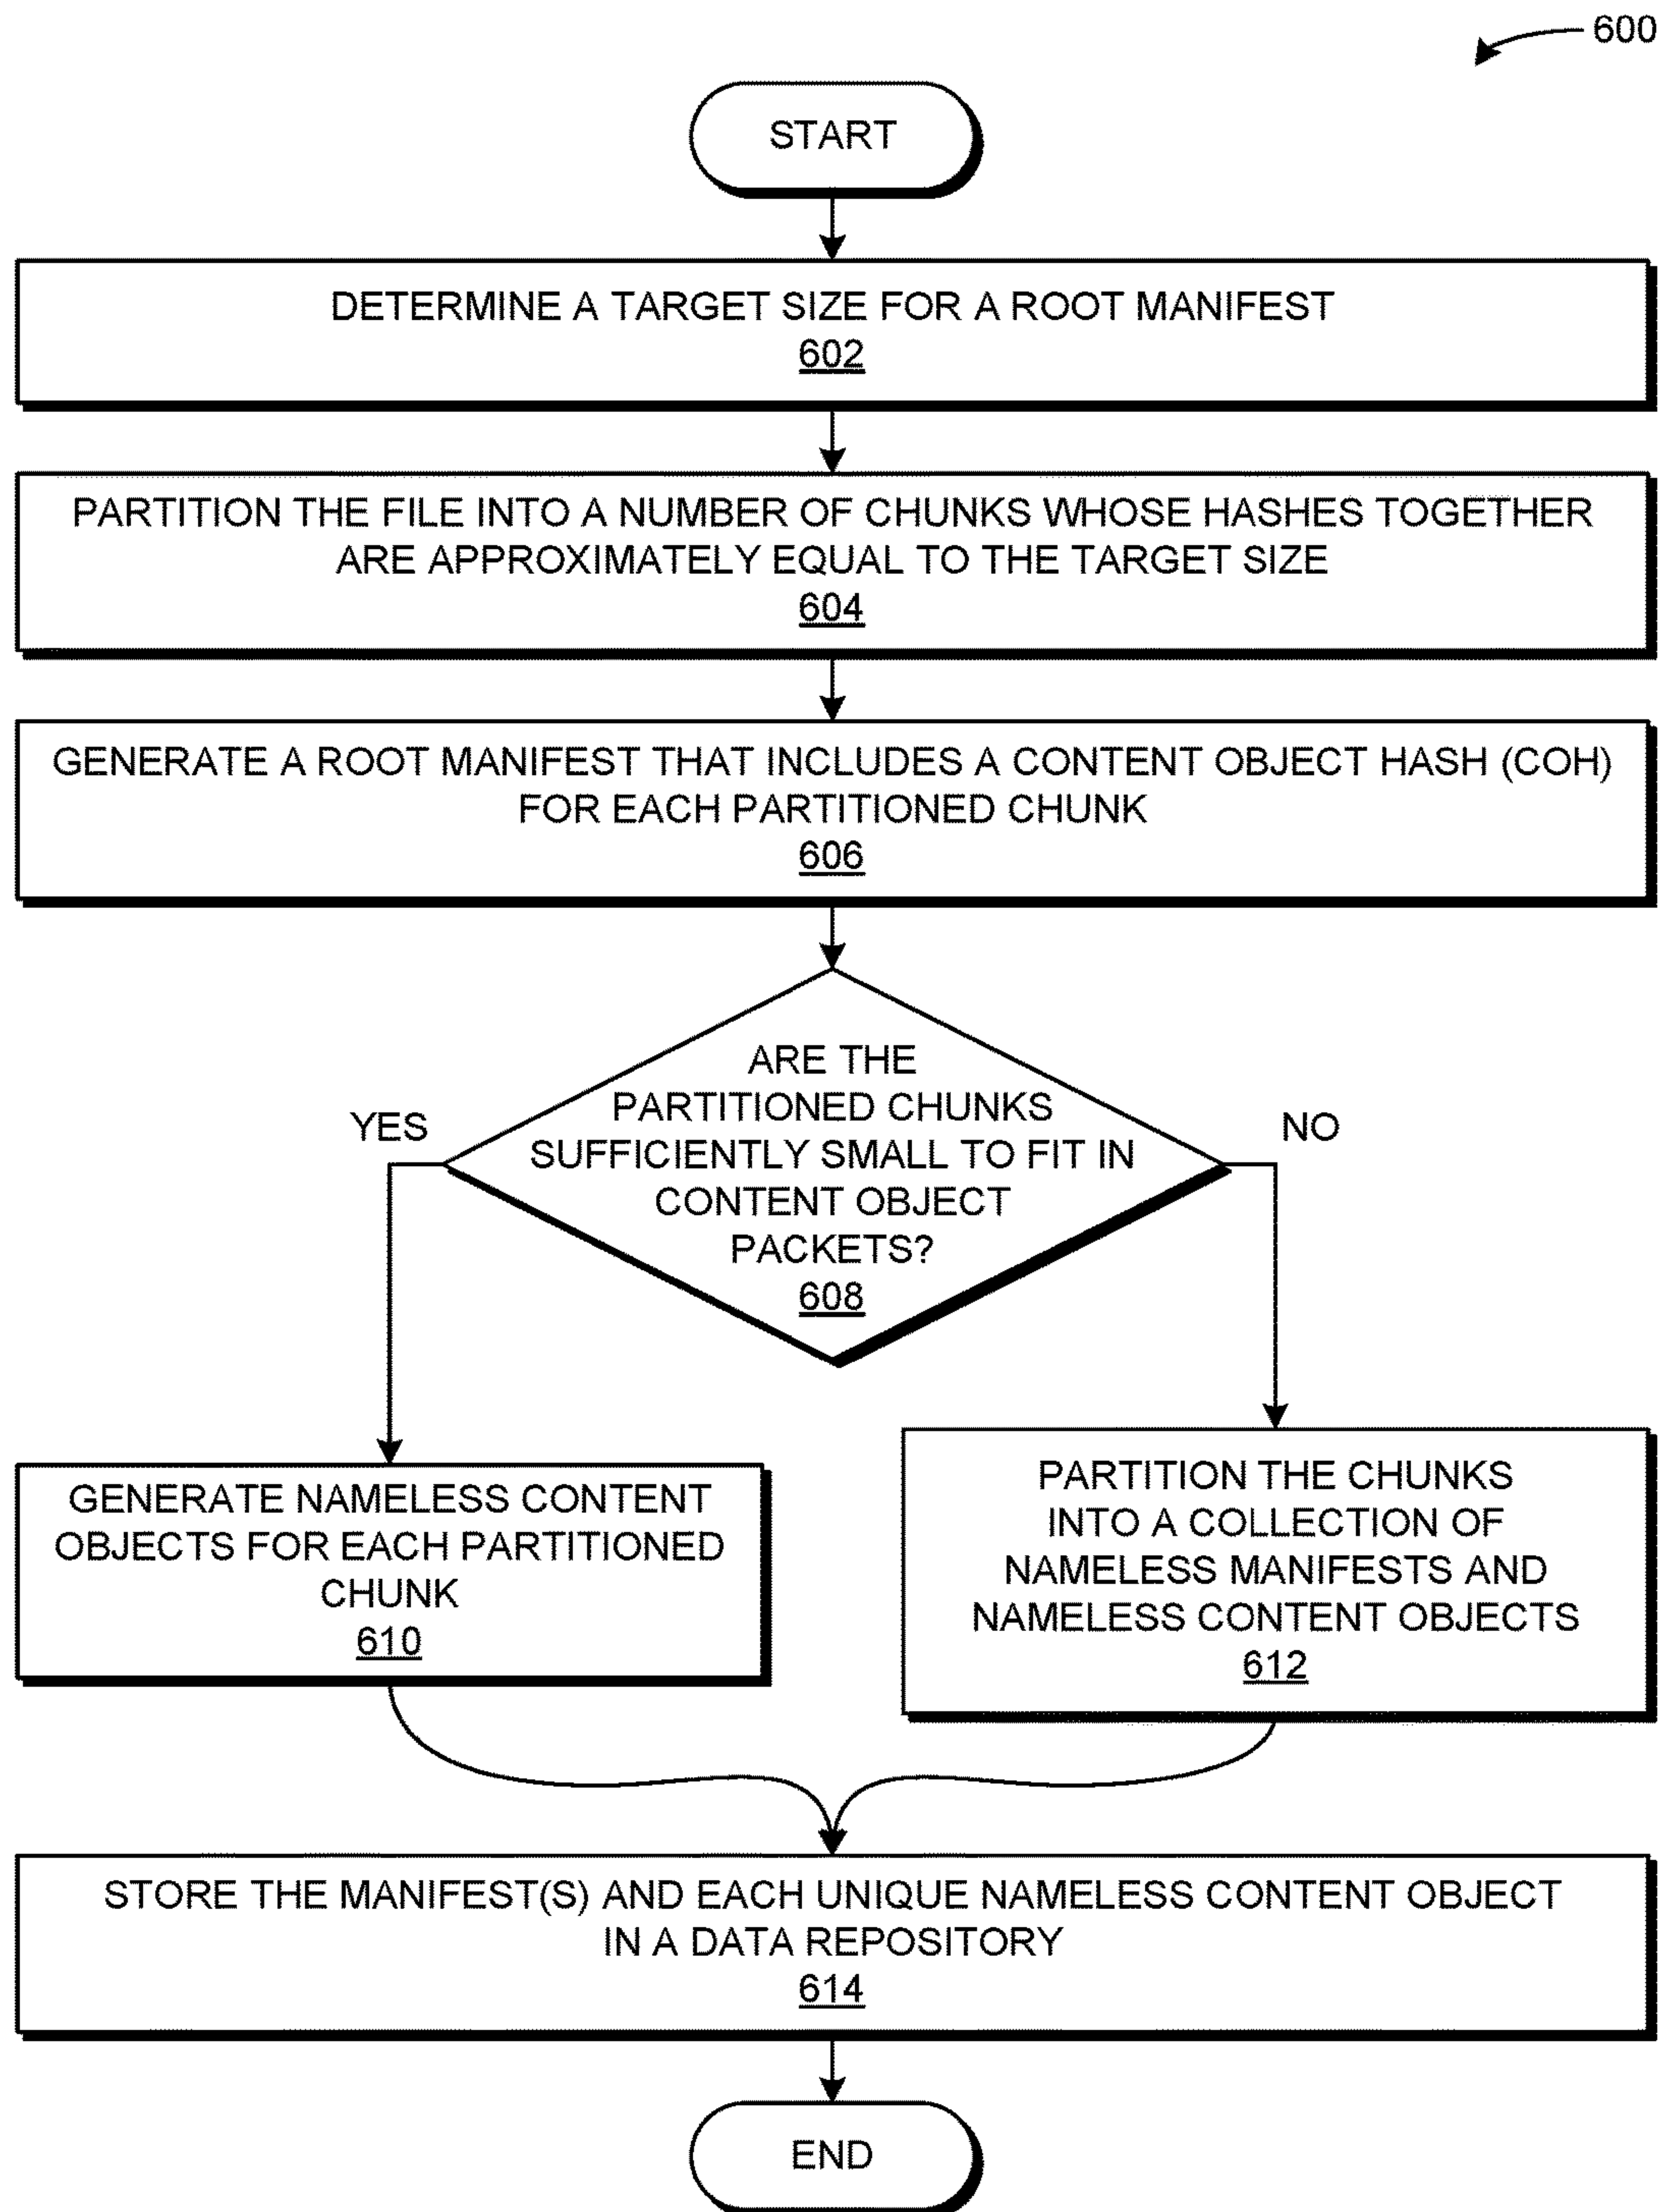 600
START
DETERMINE A TARGET SIZE FOR A ROOT MANIFEST
602
PARTITION THE FILE INTO A NUMBER OF CHUNKS WHOSE HASHES TOGETHER
ARE APPROXIMATELY EQUAL TO THE TARGET SIZE
604
GENERATE A ROOT MANIFEST THAT INCLUDES A CONTENT OBJECT HASH (COH)
FOR EACH PARTITIONED CHUNK
606
ARE THE
PARTITIONED CHUNKS
SUFFICIENTLY SMALL TO FIT IN
CONTENT OBJECT
PACKETS?
608
YES
NO
GENERATE NAMELESS CONTENT
OBJECTS FOR EACH PARTITIONED
CHUNK
610
PARTITION THE CHUNKS
INTO A COLLECTION OF
NAMELESS MANIFESTS AND
NAMELESS CONTENT OBJECTS
612
STORE THE MANIFEST(S) AND EACH UNIQUE NAMELESS CONTENT OBJECT
IN A DATA REPOSITORY
614
END